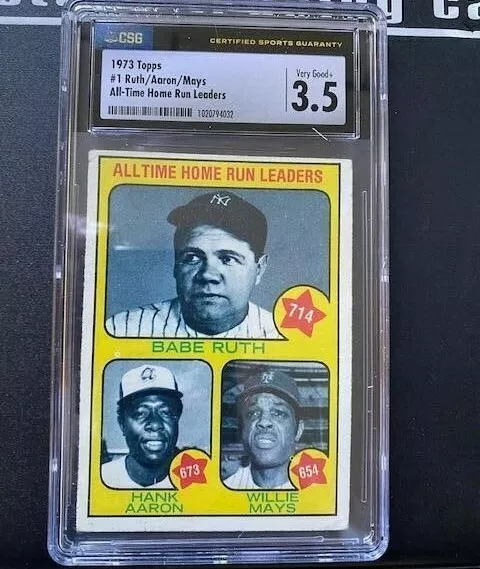 CSG
CERTIFIED SPORTS GUARANTY
1973 Topps
#1 Ruth/Aaron/Mays
All-Time Home Run Leaders
Very Good+
3.5
1020794032
ALLTIME HOME RUN LEADERS
NY
714
BABE RUTH
673
654
HANK
AARON
WILLIE
MAYS